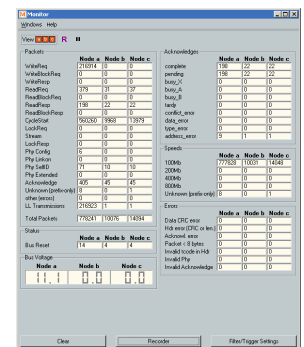 Monitor
Windows Help
View a b c R
Packets
Node a Node b Node c
WriteReq 216914 0 0
WriteBlockReq 0 0 0
WriteResp 0 0 0
ReadReq 379 31 37
ReadBlockReq 0 0 0
ReadBlockResp 0 0 0
ReadResp 198 22 22
CycleStart 560260 9968 13979
LockReq 0 0 0
Stream 0 0 0
LockResp 0 0 0
Phy Config 6 0 0
Phy Linkon 0 0 0
Phy SelfID 71 10 10
Phy Extended 0 0 0
Acknowledge 405 45 45
Unknown (prefix-only) 8 0 1
other (errors) 0 0 0
LL Transmissions 216923 1 1
Total Packets 778241 10076 14094
Status
Node a Node b Node c
Bus Reset 14 4 4
Bus Voltage
Node a Node b Node c
11.1 0.0 0.0
Acknowledges
Node a Node b Node c
complete 198 22 22
pending 198 22 22
busy_X 0 0 0
busy_A 0 0 0
busy_B 0 0 0
tardy 0 0 0
conflict_error 0 0 0
data_error 0 0 0
type_error 0 0 0
address_error 9 1 1
Speeds
Node a Node b Node c
100Mb 777828 10031 14048
200Mb 0 0 0
400Mb 0 0 0
800Mb 0 0 0
Unknown (prefix-only) 8 0 1
Errors
Node a Node b Node c
Data CRC error 0 0 0
Hdr error (CRC or len.) 0 0 0
Acknowl. error 0 0 0
Packet < 8 bytes 0 0 0
Invalid tcode in Hdr 0 0 0
Invalid Phy 0 0 0
Invalid Acknowledge 0 0 0
Clear Recorder Filter/Trigger Settings